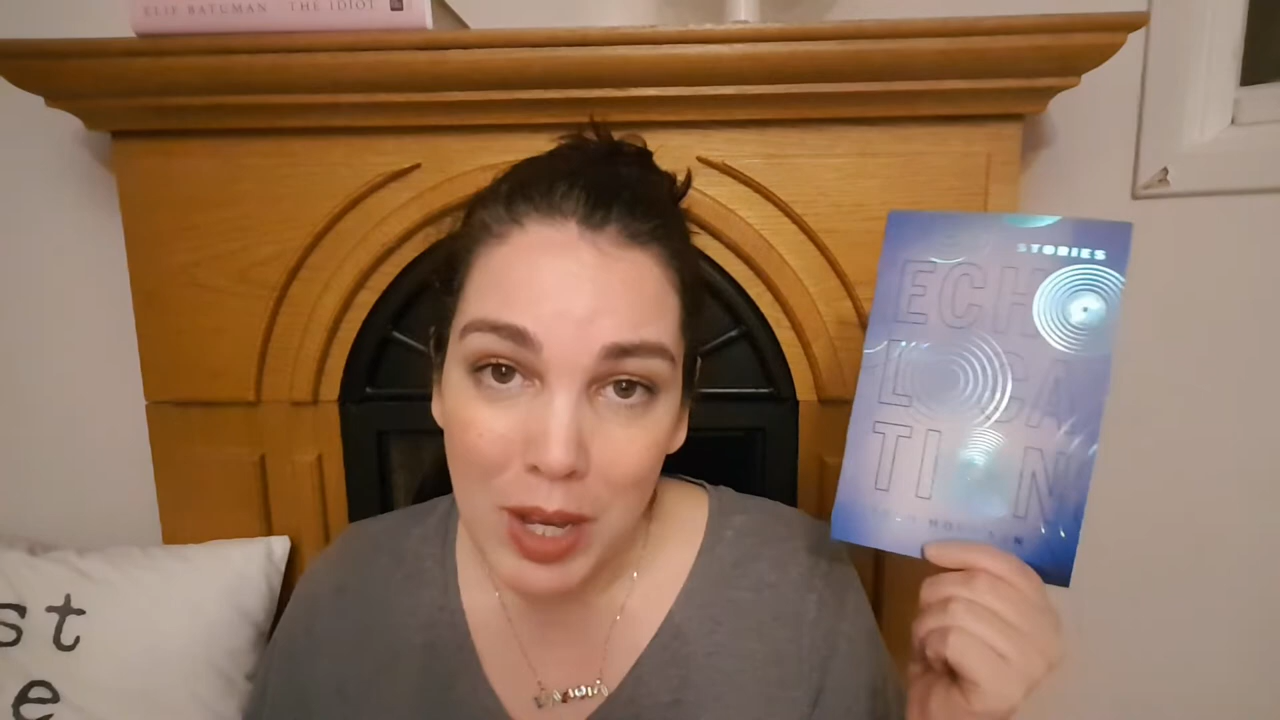 ELIF BATUMAN THE IDIOT
STORIES
ECHO
LOCA
TION
st
e